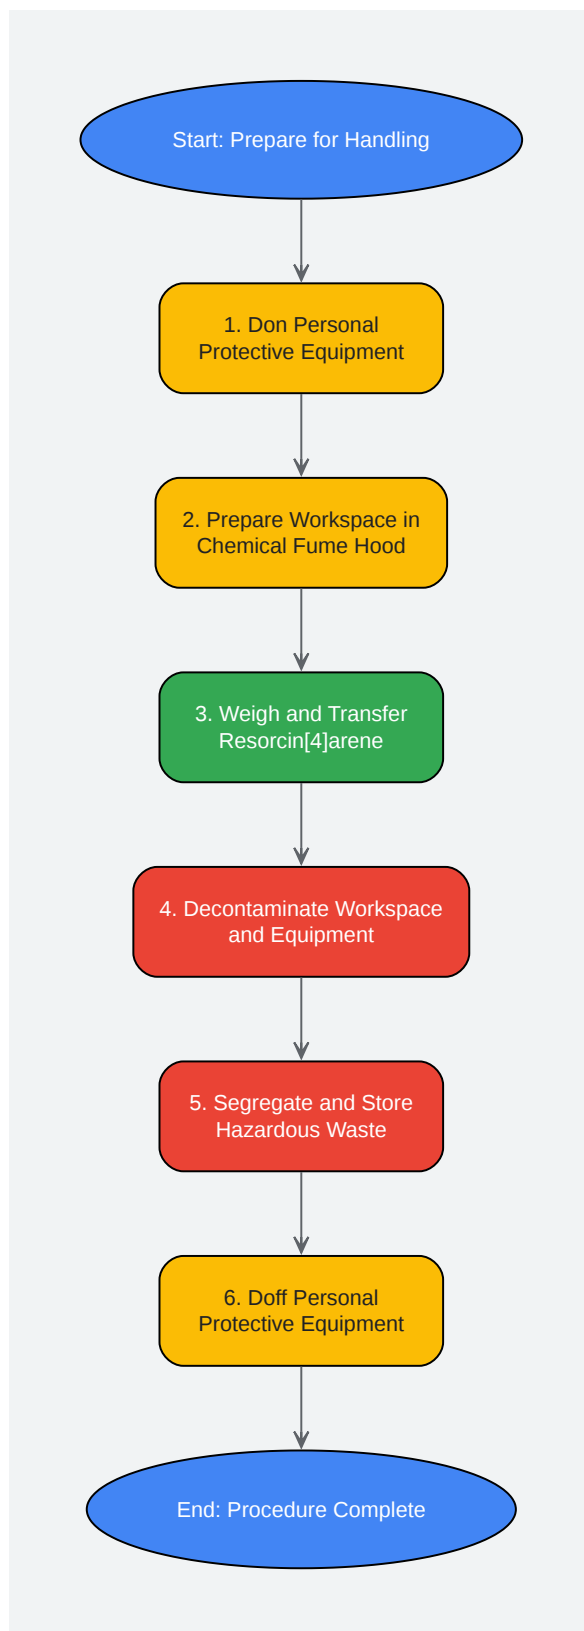 Start: Prepare for Handling
1. Don Personal
Protective Equipment
2. Prepare Workspace in
Chemical Fume Hood
3. Weigh and Transfer
Resorcin[4]arene
4. Decontaminate Workspace
and Equipment
5. Segregate and Store
Hazardous Waste
6. Doff Personal
Protective Equipment
End: Procedure Complete